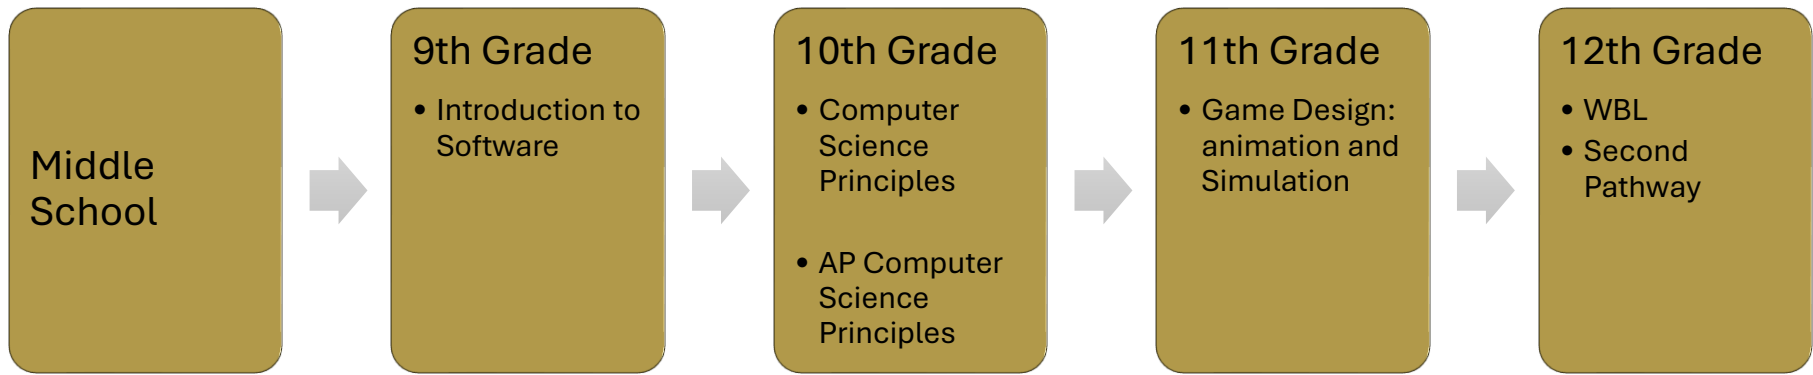 Middle
School
9th Grade
• Introduction to
Software
10th Grade
• Computer
Science
Principles
• AP Computer
Science
Principles
11th Grade
• Game Design:
animation and
Simulation
12th Grade
• WBL
• Second
Pathway